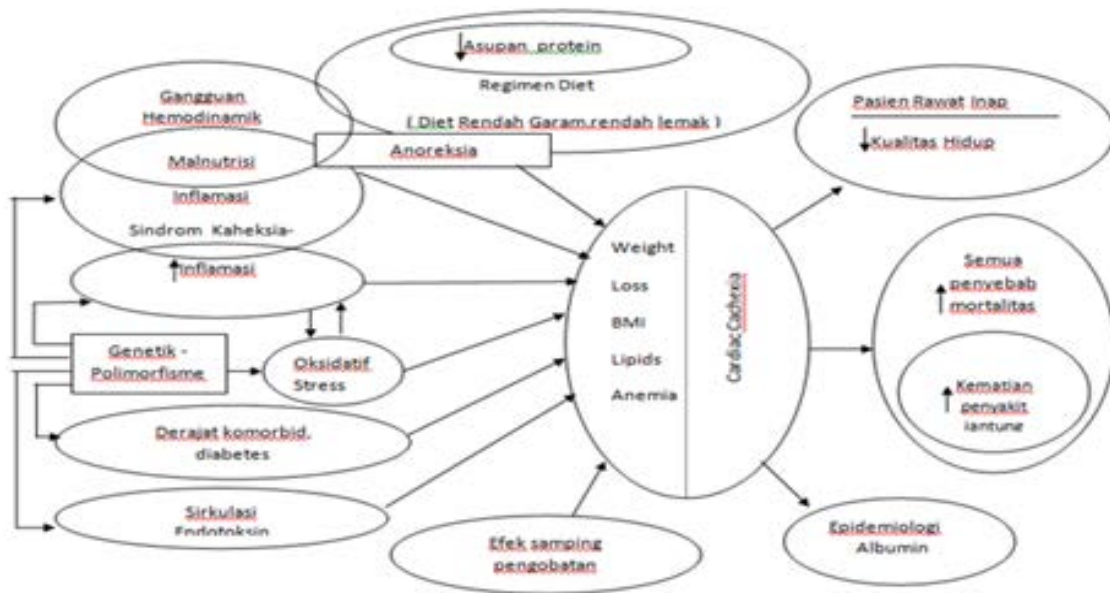 Asupan protein
Regimen Diet
( Diet Rendah Garam.rendah lemak )
Anoreksia
Gangguan
Hemodinamik
Malnutrisi
Inflamasi
Sindrom Kaheksia-
Inflamasi
Genetik -
Polimorfisme
Oksidatif
Stress
Derajat komorbid.
diabetes
Sirkulasi
Endotoksin
Efek samping
pengobatan
Weight
Loss
BMI
Lipids
Anemia
Cardiac Cachexia
Pasien Rawat Inap
Kualitas Hidup
Semua
penyebab
mortalitas
Kematian
penyakit
jantung
Epidemiologi
Albumin